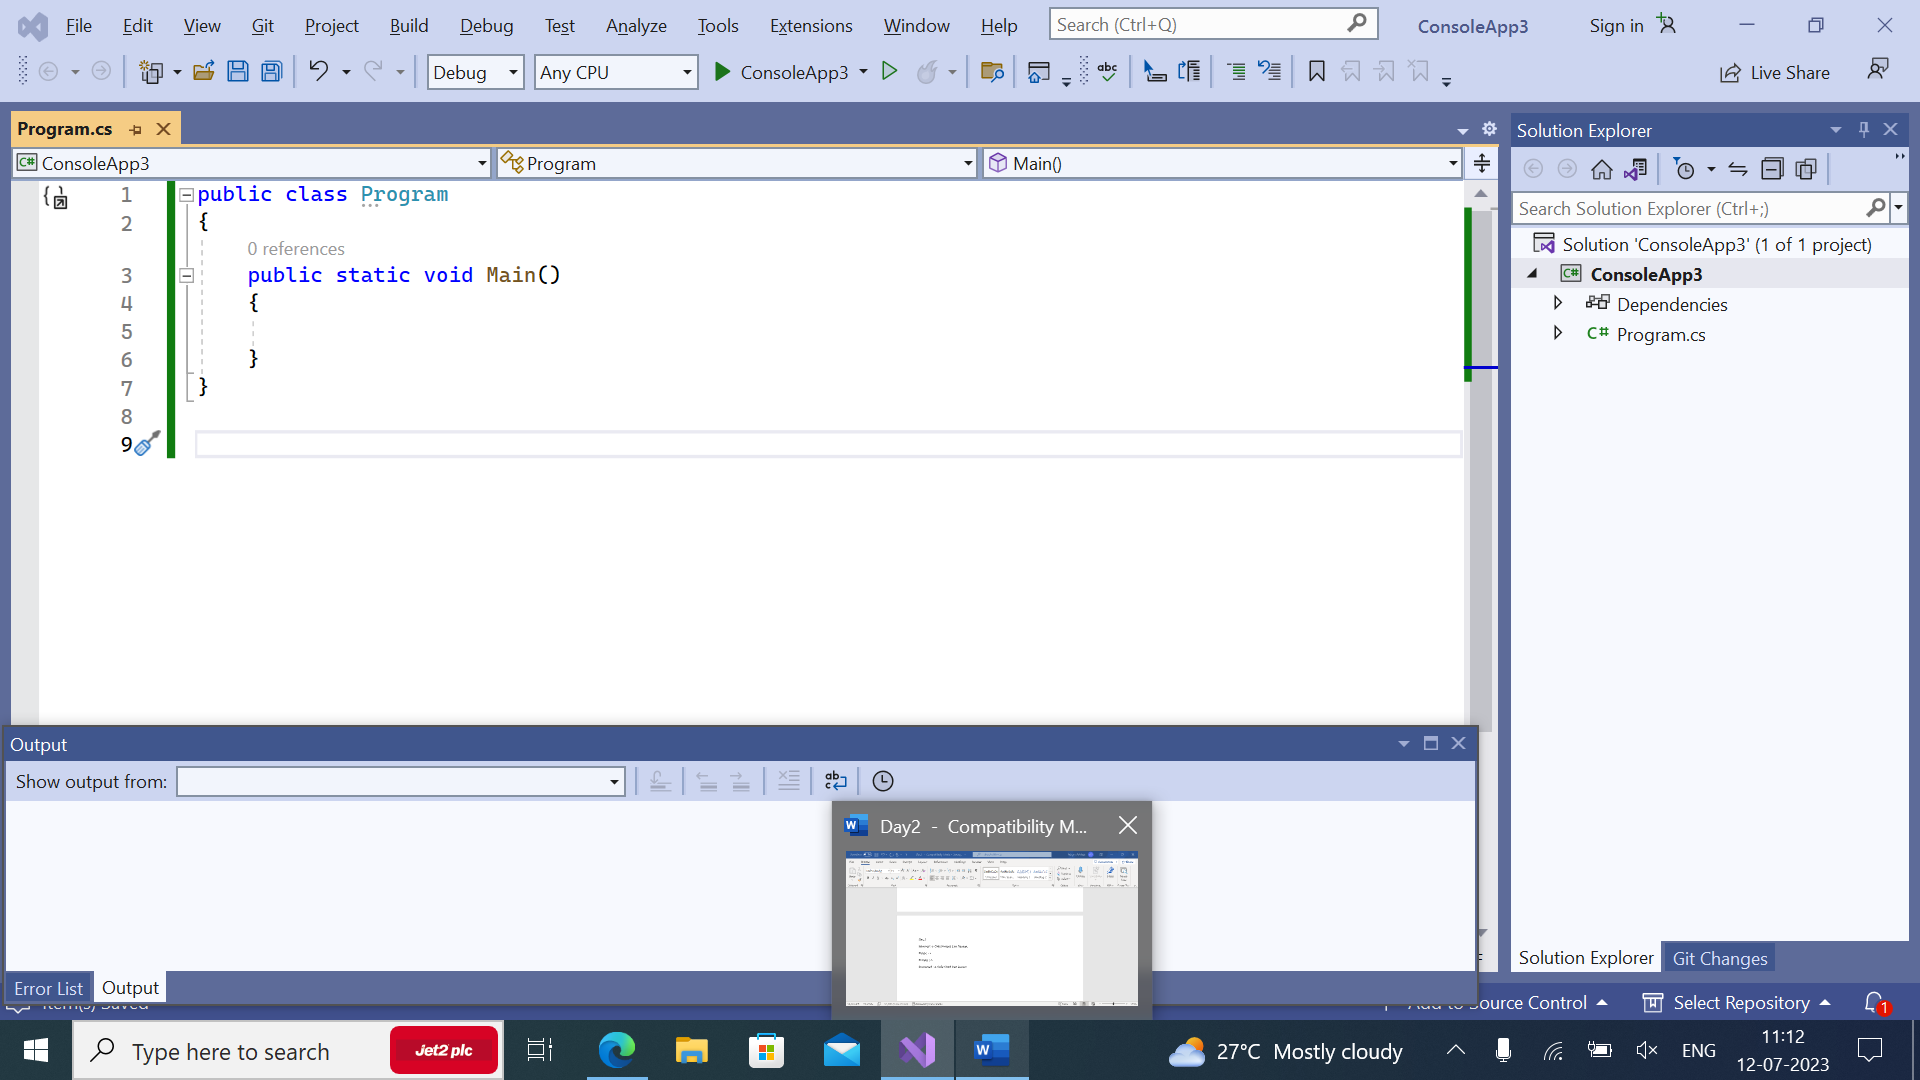 File Edit View Git Project Build Debug Test Analyze Tools Extensions Window Help Search (Ctrl+Q) ConsoleApp3 Sign in
Debug Any CPU ConsoleApp3 Live Share
Program.cs
ConsoleApp3 Program Main()
1 public class Program
2 {
0 references
3 public static void Main()
4 {
5
6 }
7 }
8
9
Solution Explorer
Search Solution Explorer (Ctrl+;)
Solution 'ConsoleApp3' (1 of 1 project)
ConsoleApp3
Dependencies
C# Program.cs
Solution Explorer Git Changes
Output
Show output from:
Day2 - Compatibility M...
Error List Output
Item(s) Saved
Add to Source Control Select Repository 1
Type here to search Jet2 plc
27°C Mostly cloudy ENG 11:12
12-07-2023